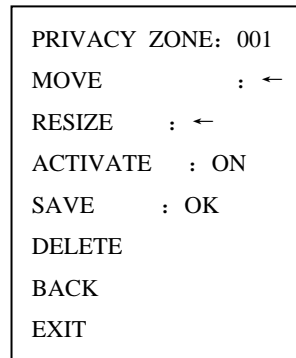 PRIVACY ZONE: 001
MOVE : ←
RESIZE : ←
ACTIVATE : ON
SAVE : OK
DELETE
BACK
EXIT